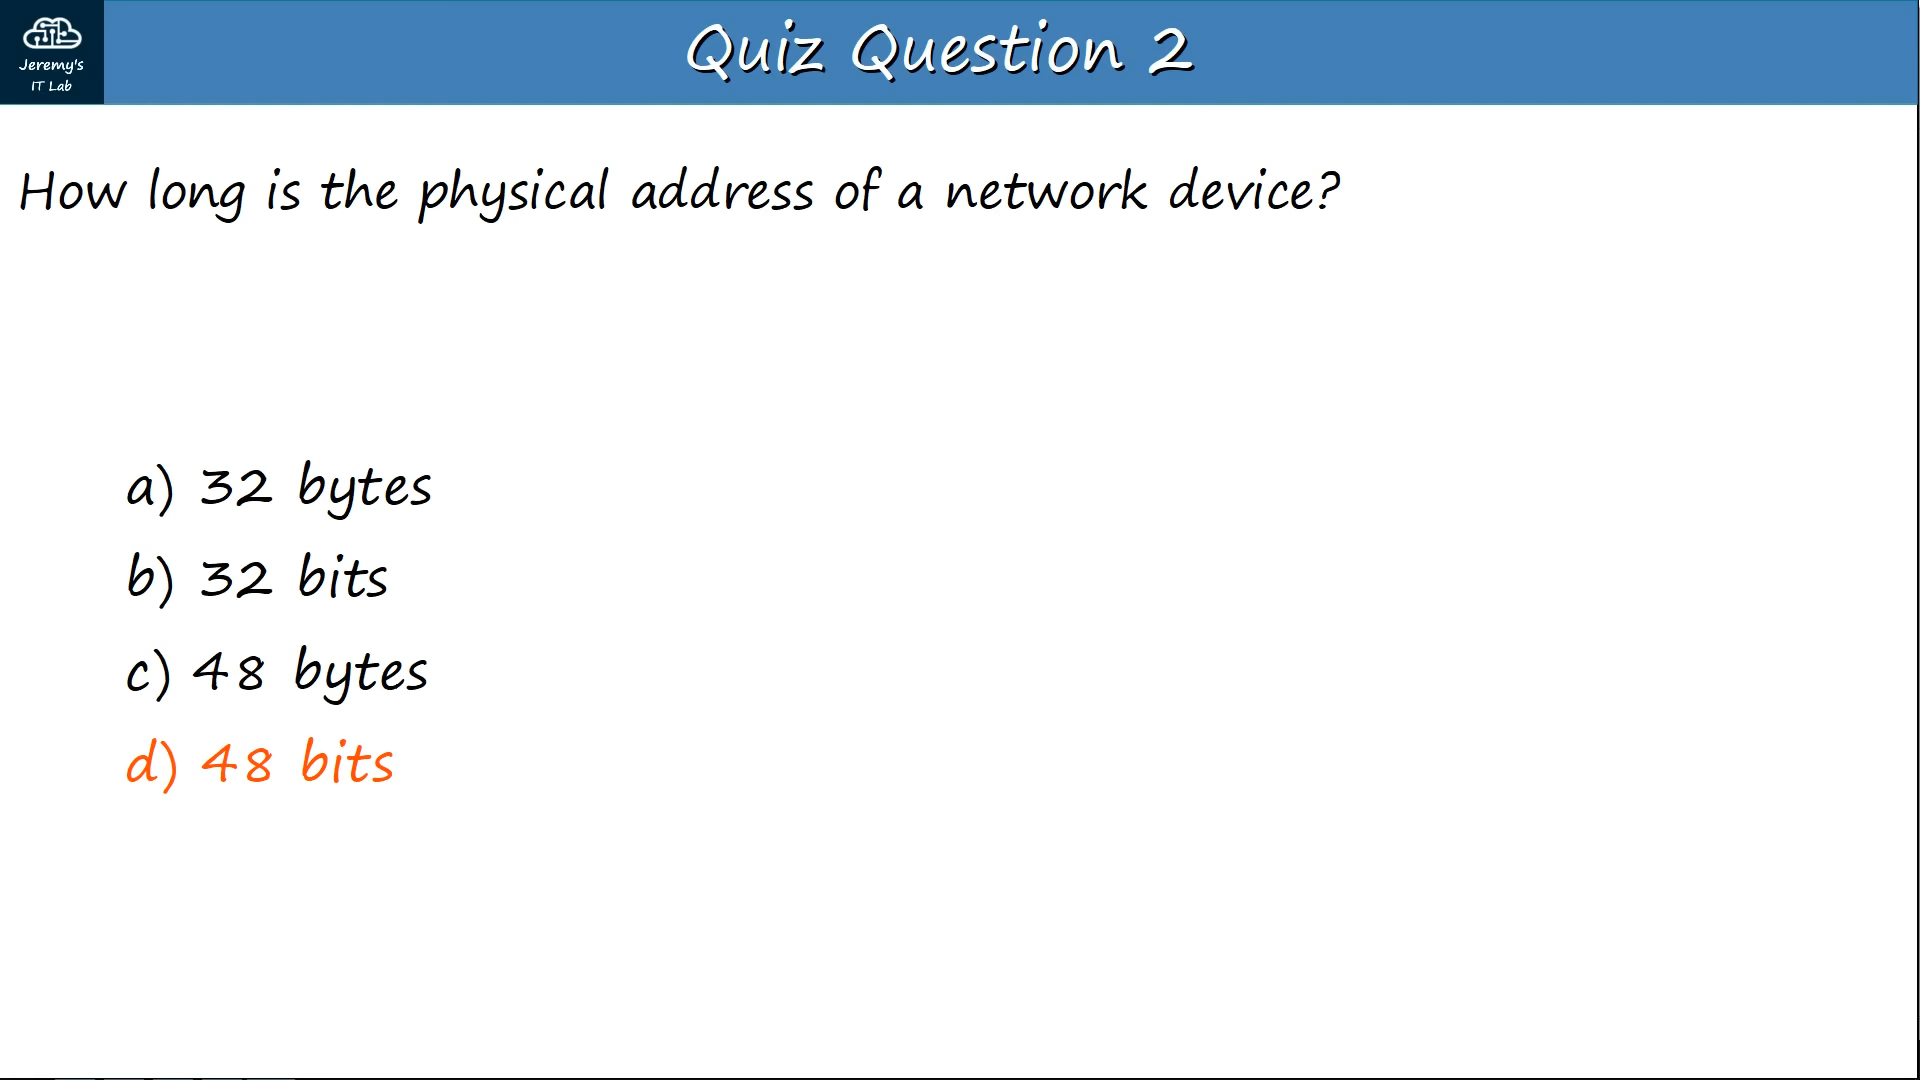 Jeremy's
IT Lab
Quiz Question 2
How long is the physical address of a network device?
a) 32 bytes
b) 32 bits
c) 48 bytes
d) 48 bits